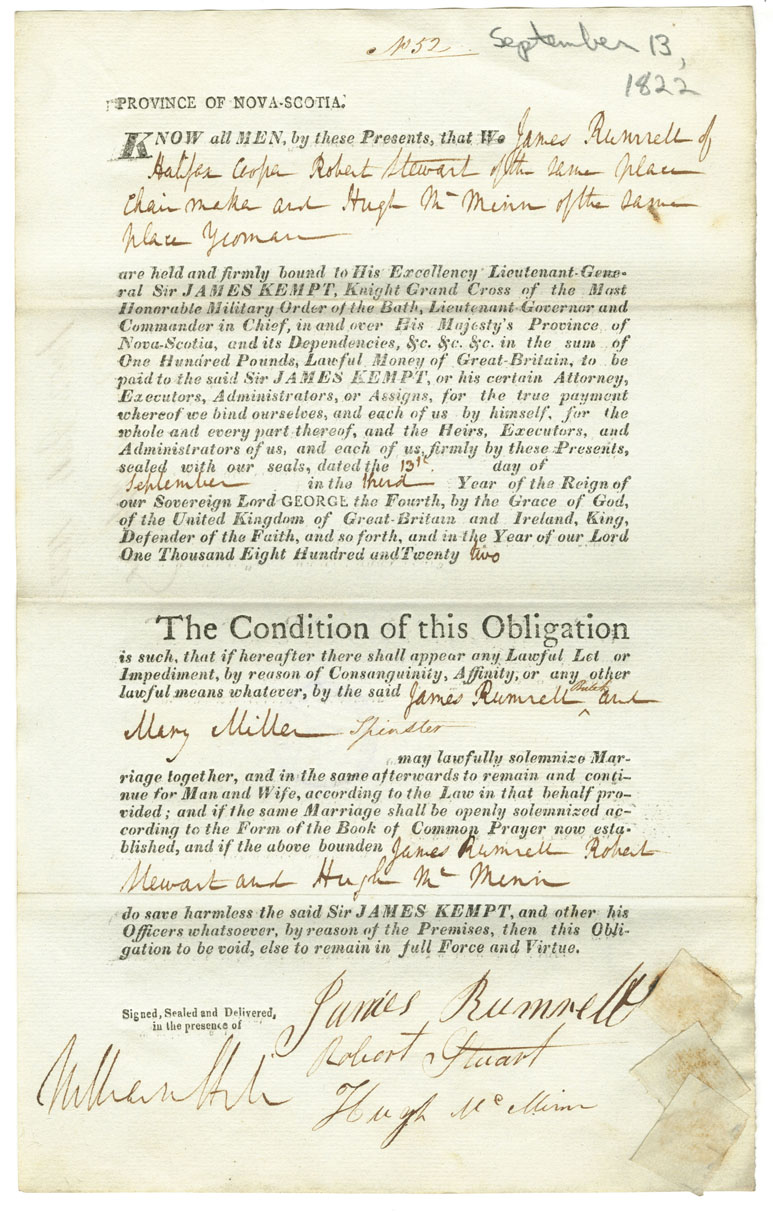 No 52
September 13,
1822
PROVINCE OF NOVA-SCOTIA.
KNOW all MEN, by these Presents, that We James Rumrell of
Halifax Cooper Robert Stewart of the same place
Chair maker and Hugh Mc Minn of the same
place Yeoman
are held and firmly bound to His Excellency Lieutenant-Gene-
ral Sir JAMES KEMPT, Knight Grand Cross of the Most
Honorable Military Order of the Bath, Lieutenant-Governor and
Commander in Chief, in and over His Majesty's Province of
Nova-Scotia, and its Dependencies, &c. &c. &c. in the sum of
One Hundred Pounds, Lawful Money of Great-Britain, to be
paid to the said Sir JAMES KEMPT, or his certain Attorney,
Executors, Administrators, or Assigns, for the true payment
whereof we bind ourselves, and each of us by himself, for the
whole and every part thereof, and the Heirs, Executors, and
Administrators of us, and each of us, firmly by these Presents,
sealed with our seals, dated the 13th day of
September in the third Year of the Reign of
our Sovereign Lord GEORGE the Fourth, by the Grace of God,
of the United Kingdom of Great-Britain and Ireland, King,
Defender of the Faith, and so forth, and in the Year of our Lord
One Thousand Eight Hundred and Twenty two
The Condition of this Obligation
is such, that if hereafter there shall appear any Lawful Let or
Impediment, by reason of Consanguinity, Affinity, or any other
lawful means whatever, by the said James Rumrell Batch and
Mary Miller Spinster
may lawfully solemnize Mar-
riage together, and in the same afterwards to remain and conti-
nue for Man and Wife, according to the Law in that behalf pro-
vided; and if the same Marriage shall be openly solemnized ac-
cording to the Form of the Book of Common Prayer now esta-
blished, and if the above bounden James Rumrell Robert
Stewart and Hugh Mc Minn
do save harmless the said Sir JAMES KEMPT, and other his
Officers whatsoever, by reason of the Premises, then this Obli-
gation to be void, else to remain in full Force and Virtue.
Signed, Sealed and Delivered,
in the presence of
James Rumrell
Robert Stuart
William Hill
Hugh Mc Minn